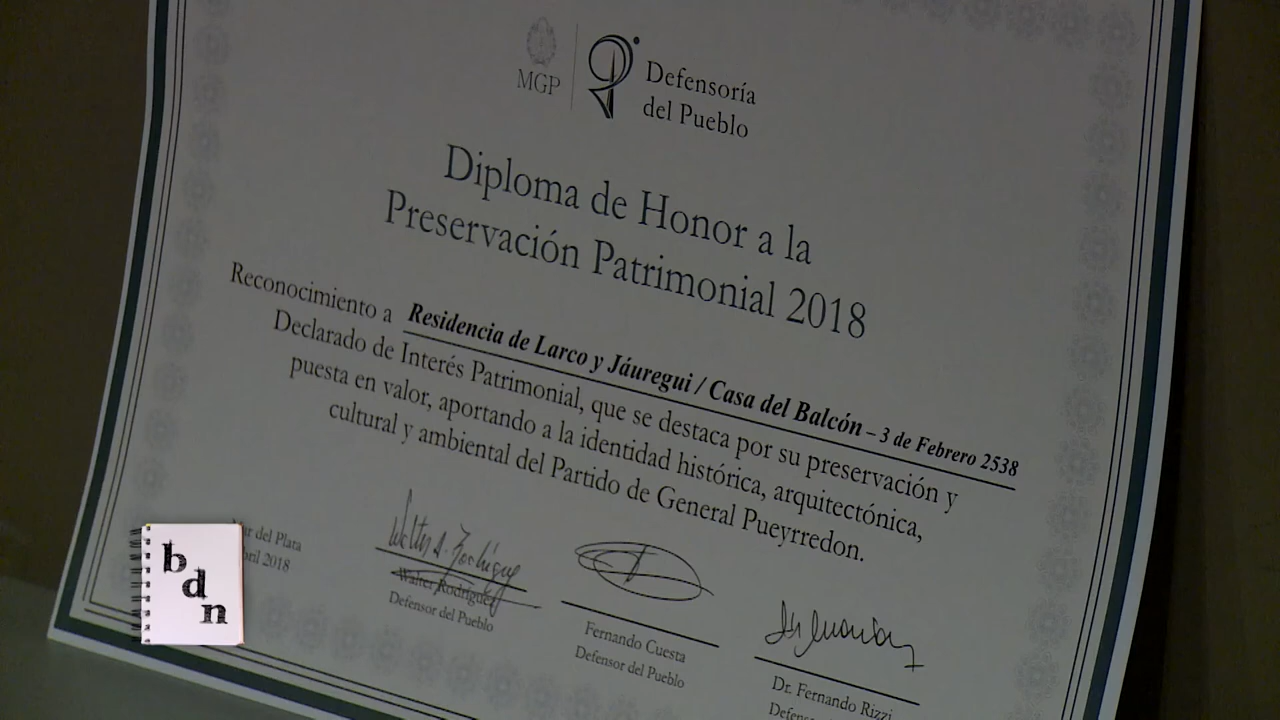 MGP
Defensoría
del Pueblo
Diploma de Honor a la
Preservación Patrimonial 2018
Reconocimiento a Residencia de Larco y Jáuregui / Casa del Balcón – 3 de Febrero 2538
Declarado de Interés Patrimonial, que se destaca por su preservación y
puesta en valor, aportando a la identidad histórica, arquitectónica,
cultural y ambiental del Partido de General Pueyrredon.
del Plata
2018
Walter Rodríguez
Walter Rodríguez
Defensor del Pueblo
Fernando Cuesta
Defensor del Pueblo
Dr. Fernando Rizzi
b
d
n